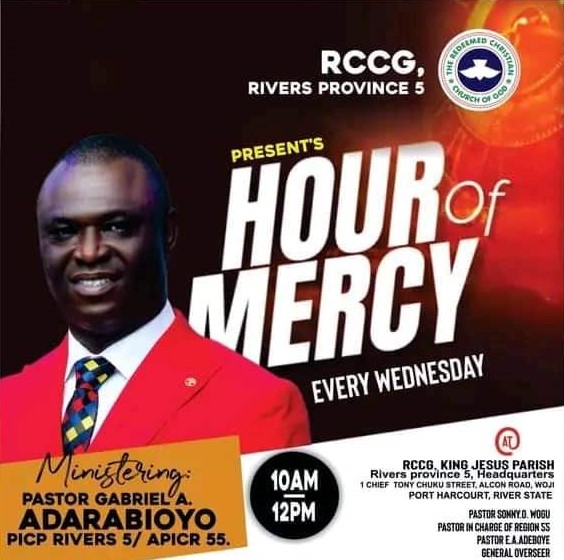 RCCG,
RIVERS PROVINCE 5
THE REDEEMED CHRISTIAN CHURCH OF GOD
PRESENT'S
HOUR of
MERCY
EVERY WEDNESDAY
Ministering:
PASTOR GABRIEL A.
ADARABIOYO
PICP RIVERS 5/ APICR 55.
10AM
12PM
AT
RCCG, KING JESUS PARISH
Rivers province 5, Headquarters
1 CHIEF TONY CHUKU STREET, ALCON ROAD, WOJI
PORT HARCOURT, RIVER STATE
PASTOR SONNY.O. WOGU
PASTOR IN CHARGE OF REGION 55
PASTOR E.A.ADEBOYE
GENERAL OVERSEER